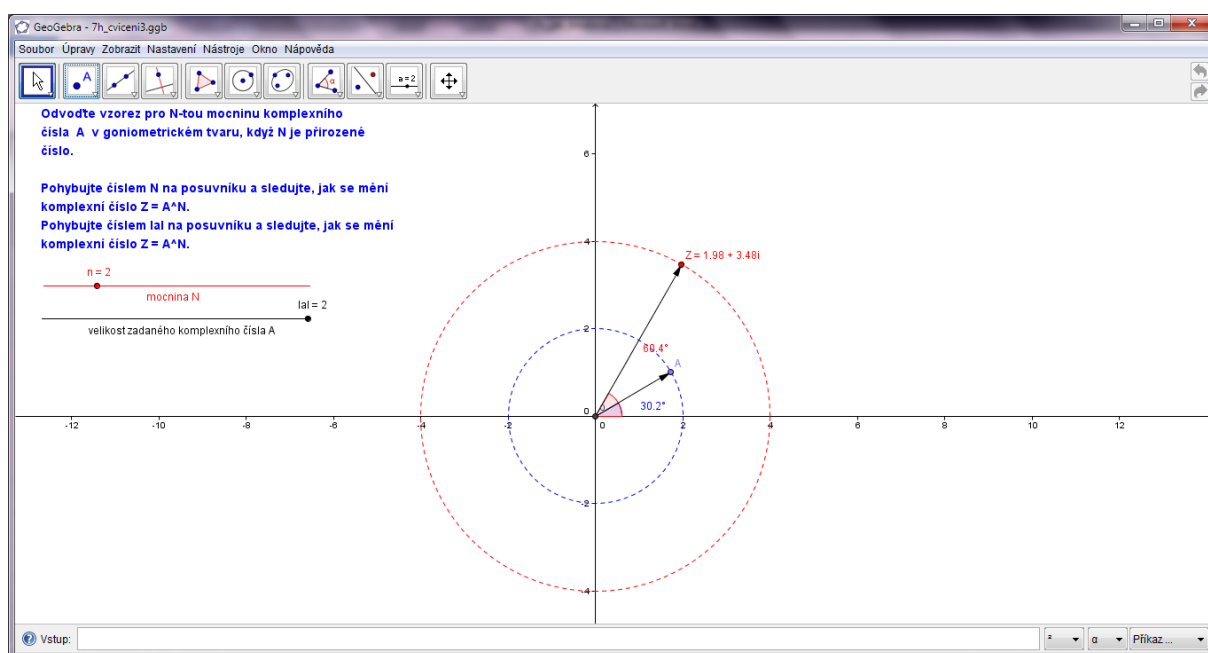 GeoGebra - 7h_cviceni3.ggb
Soubor Úpravy Zobrazit Nastavení Nástroje Okno Nápověda
A
α
a = 2
Odvoďte vzorez pro N-tou mocninu komplexního
čísla A v goniometrickém tvaru, když N je přirozené
číslo.
Pohybujte číslem N na posuvníku a sledujte, jak se mění
komplexní číslo Z = A^N.
Pohybujte číslem lal na posuvníku a sledujte, jak se mění
komplexní číslo Z = A^N.
n = 2
mocnina N
lal = 2
velikost zadaného komplexního čísla A
6
4
Z = 1.98 + 3.48i
2
60.4°
A
30.2°
0
-12 -10 -8 -6 -4 -2 0 2 4 6 8 10 12
-2
-4
Vstup:
² α Příkaz ...